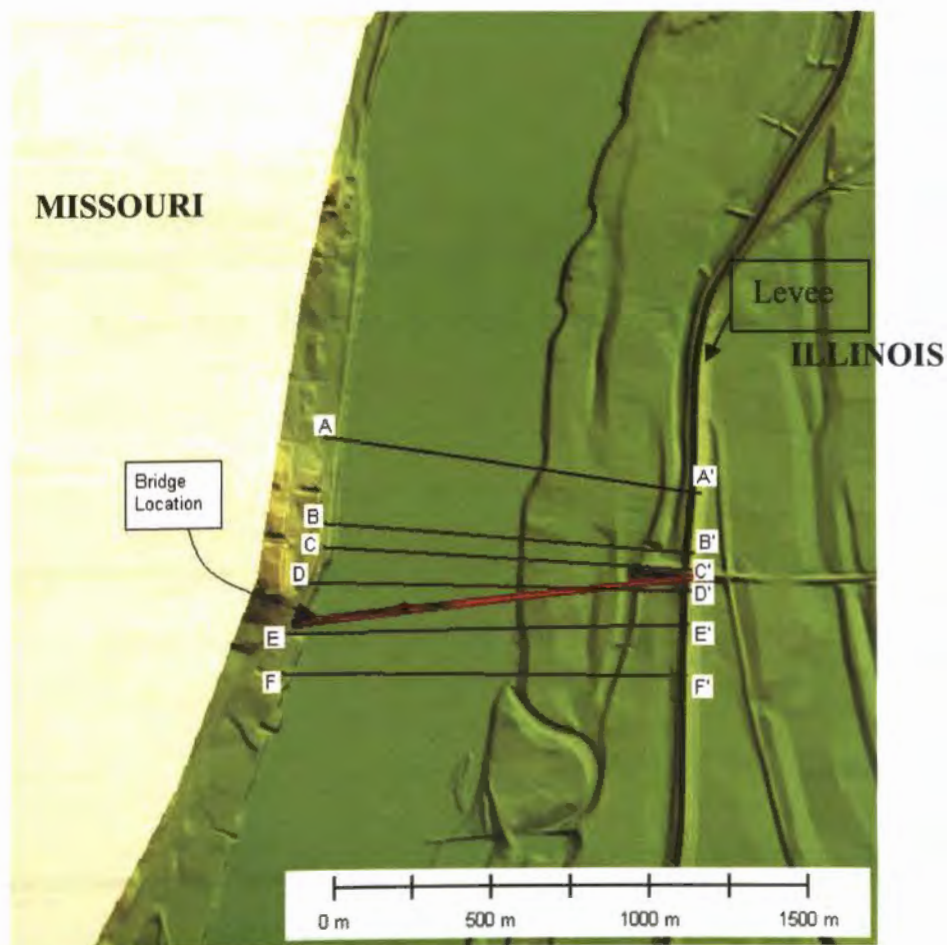 MISSOURI
Levee
ILLINOIS
A
A'
Bridge
Location
B
B'
C
C'
D
D'
E
E'
F
F'
0 m 500 m 1000 m 1500 m